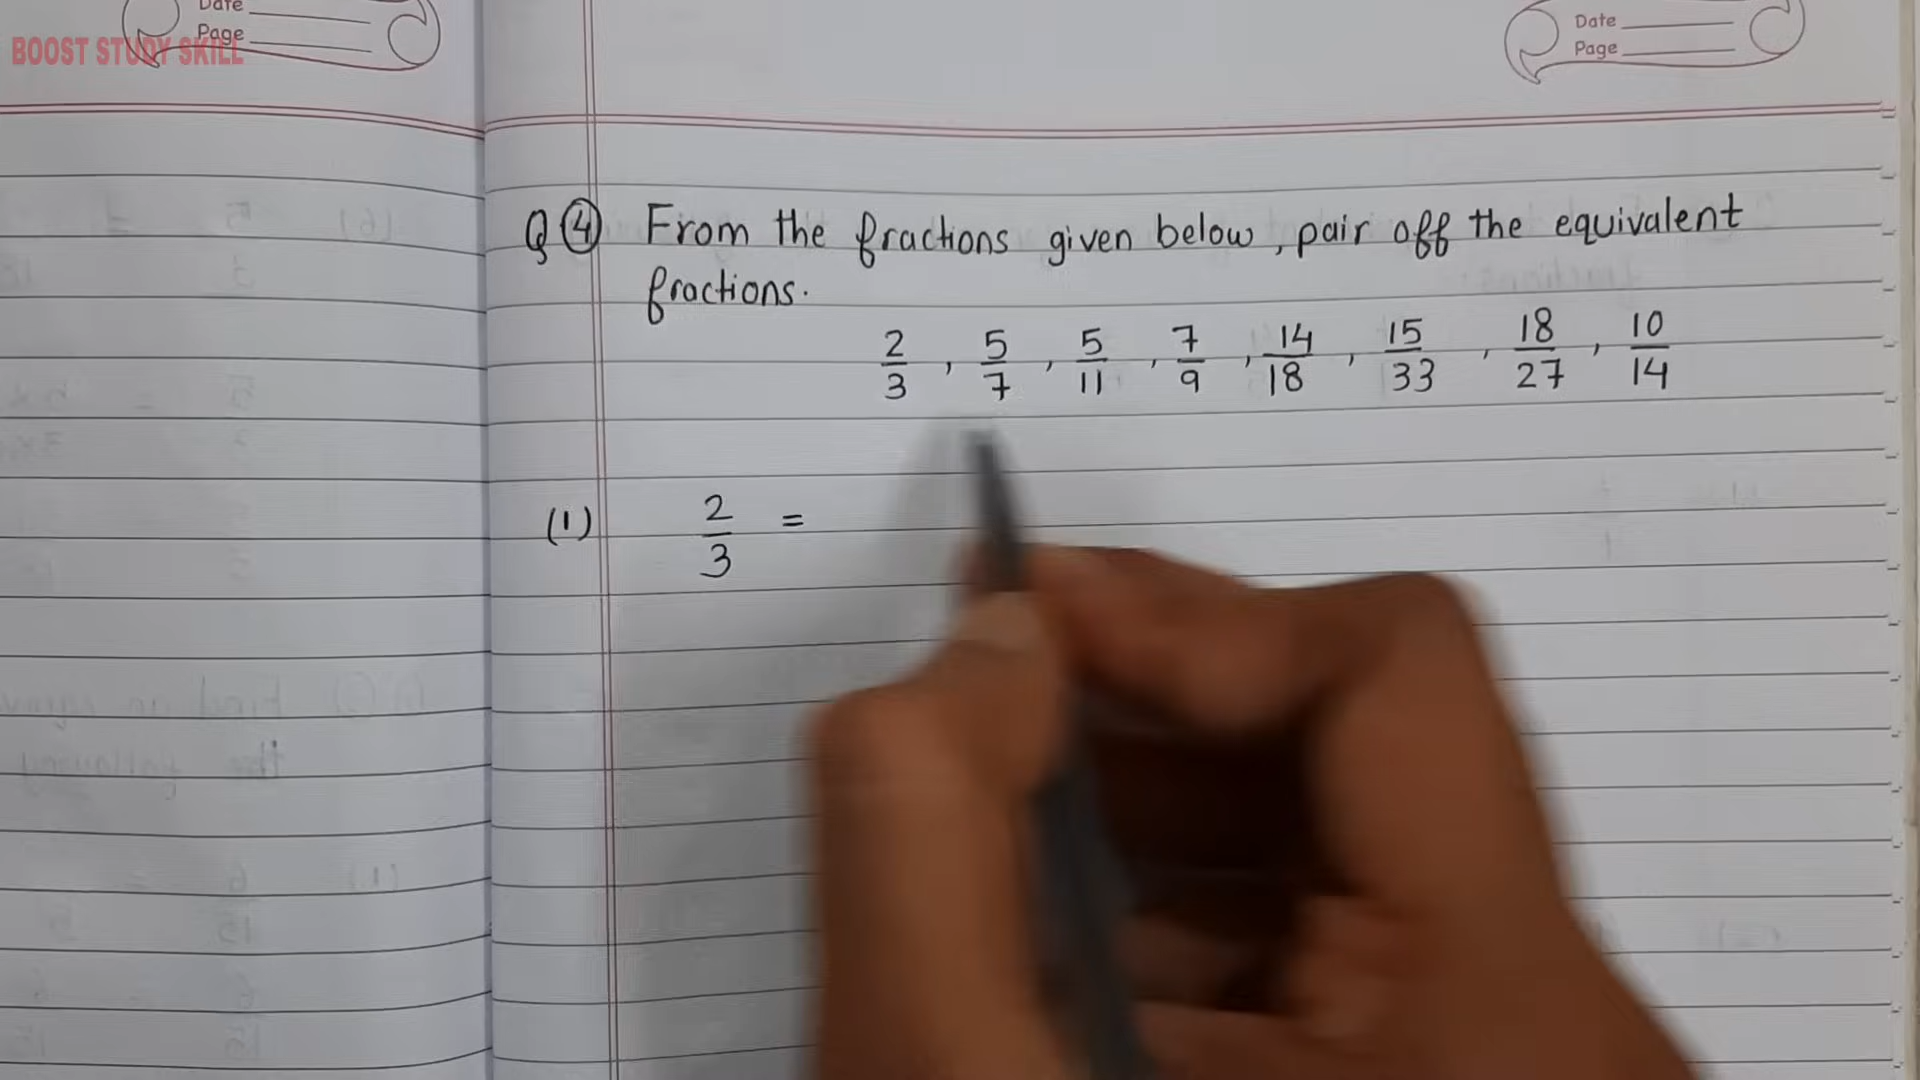 Date
Page
BOOST STUDY SKILL
Date
Page
Q④ From the fractions given below, pair off the equivalent
fractions.
2/3 , 5/7 , 5/11 , 7/9 , 14/18 , 15/33 , 18/27 , 10/14
(1) 2/3 =